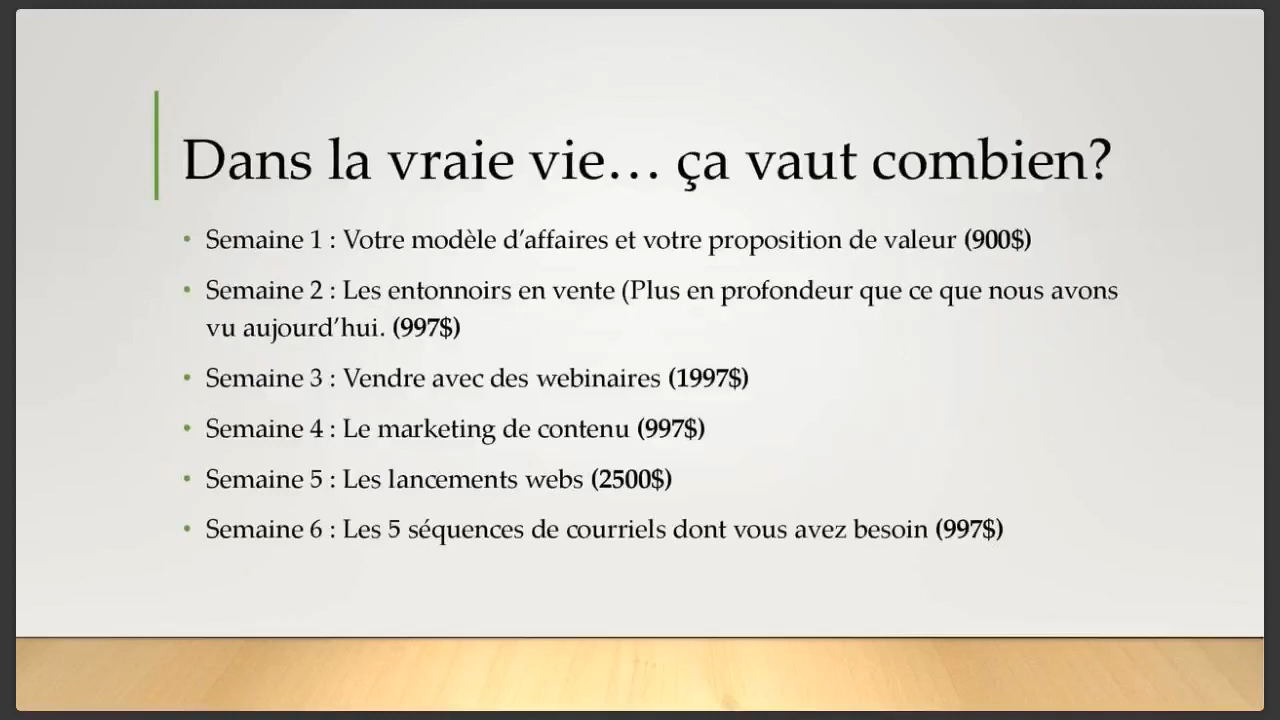 Dans la vraie vie… ça vaut combien?
• Semaine 1 : Votre modèle d’affaires et votre proposition de valeur (900$)
• Semaine 2 : Les entonnoirs en vente (Plus en profondeur que ce que nous avons
vu aujourd’hui. (997$)
• Semaine 3 : Vendre avec des webinaires (1997$)
• Semaine 4 : Le marketing de contenu (997$)
• Semaine 5 : Les lancements webs (2500$)
• Semaine 6 : Les 5 séquences de courriels dont vous avez besoin (997$)